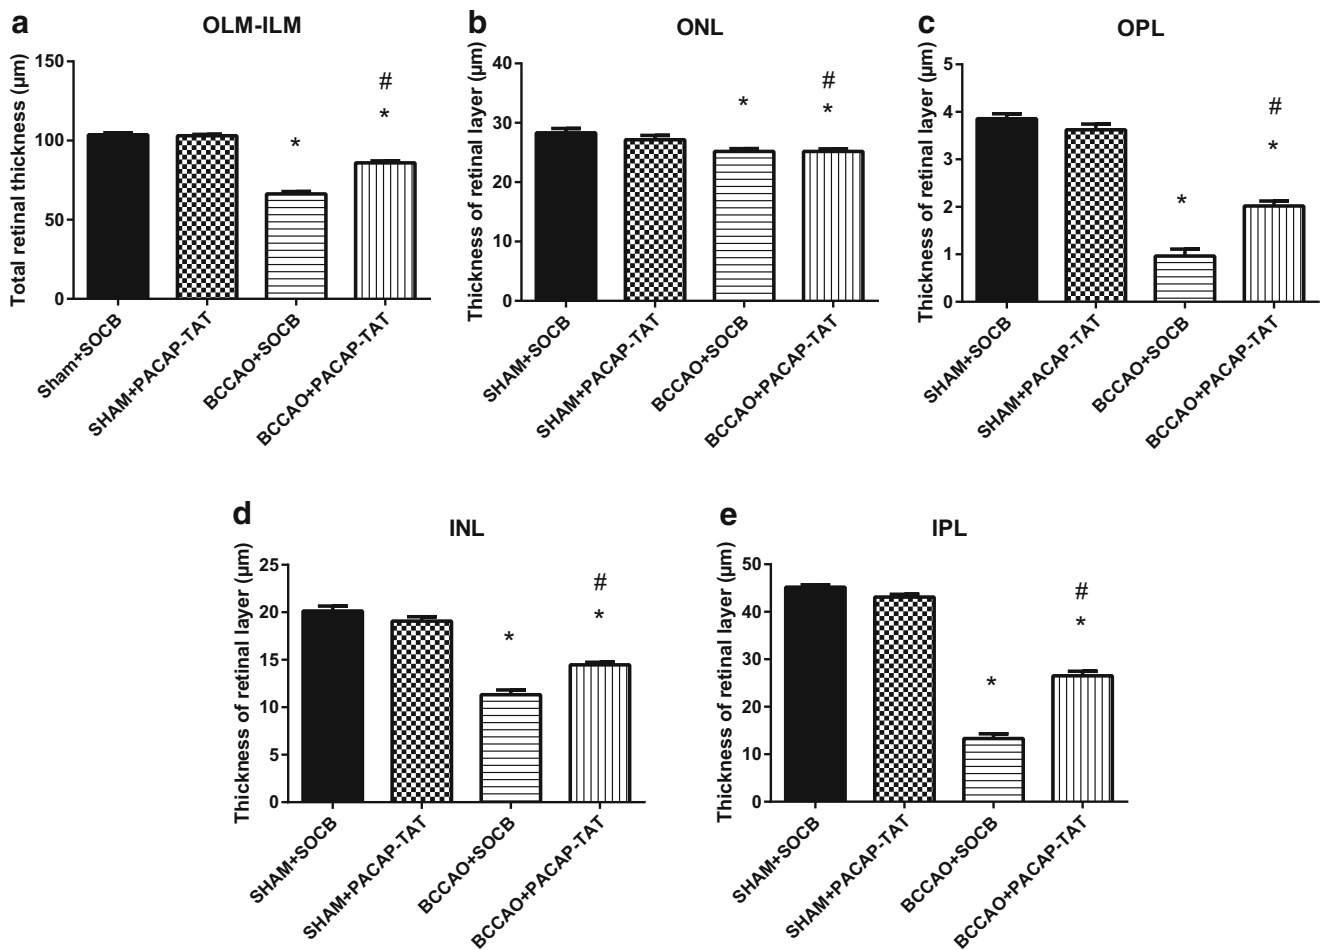 a
OLM-ILM
Total retinal thickness (µm)
150
100
50
0
*
#
*
Sham+SOCB
SHAM+PACAP-TAT
BCCAO+SOCB
BCCAO+PACAP-TAT
b
ONL
Thickness of retinal layer (µm)
40
30
20
10
0
*
#
*
SHAM+SOCB
SHAM+PACAP-TAT
BCCAO+SOCB
BCCAO+PACAP-TAT
c
OPL
Thickness of retinal layer (µm)
5
4
3
2
1
0
*
#
*
SHAM+SOCB
SHAM+PACAP-TAT
BCCAO+SOCB
BCCAO+PACAP-TAT
d
INL
Thickness of retinal layer (µm)
25
20
15
10
5
0
*
#
*
SHAM+SOCB
SHAM+PACAP-TAT
BCCAO+SOCB
BCCAO+PACAP-TAT
e
IPL
Thickness of retinal layer (µm)
50
40
30
20
10
0
*
#
*
SHAM+SOCB
SHAM+PACAP-TAT
BCCAO+SOCB
BCCAO+PACAP-TAT